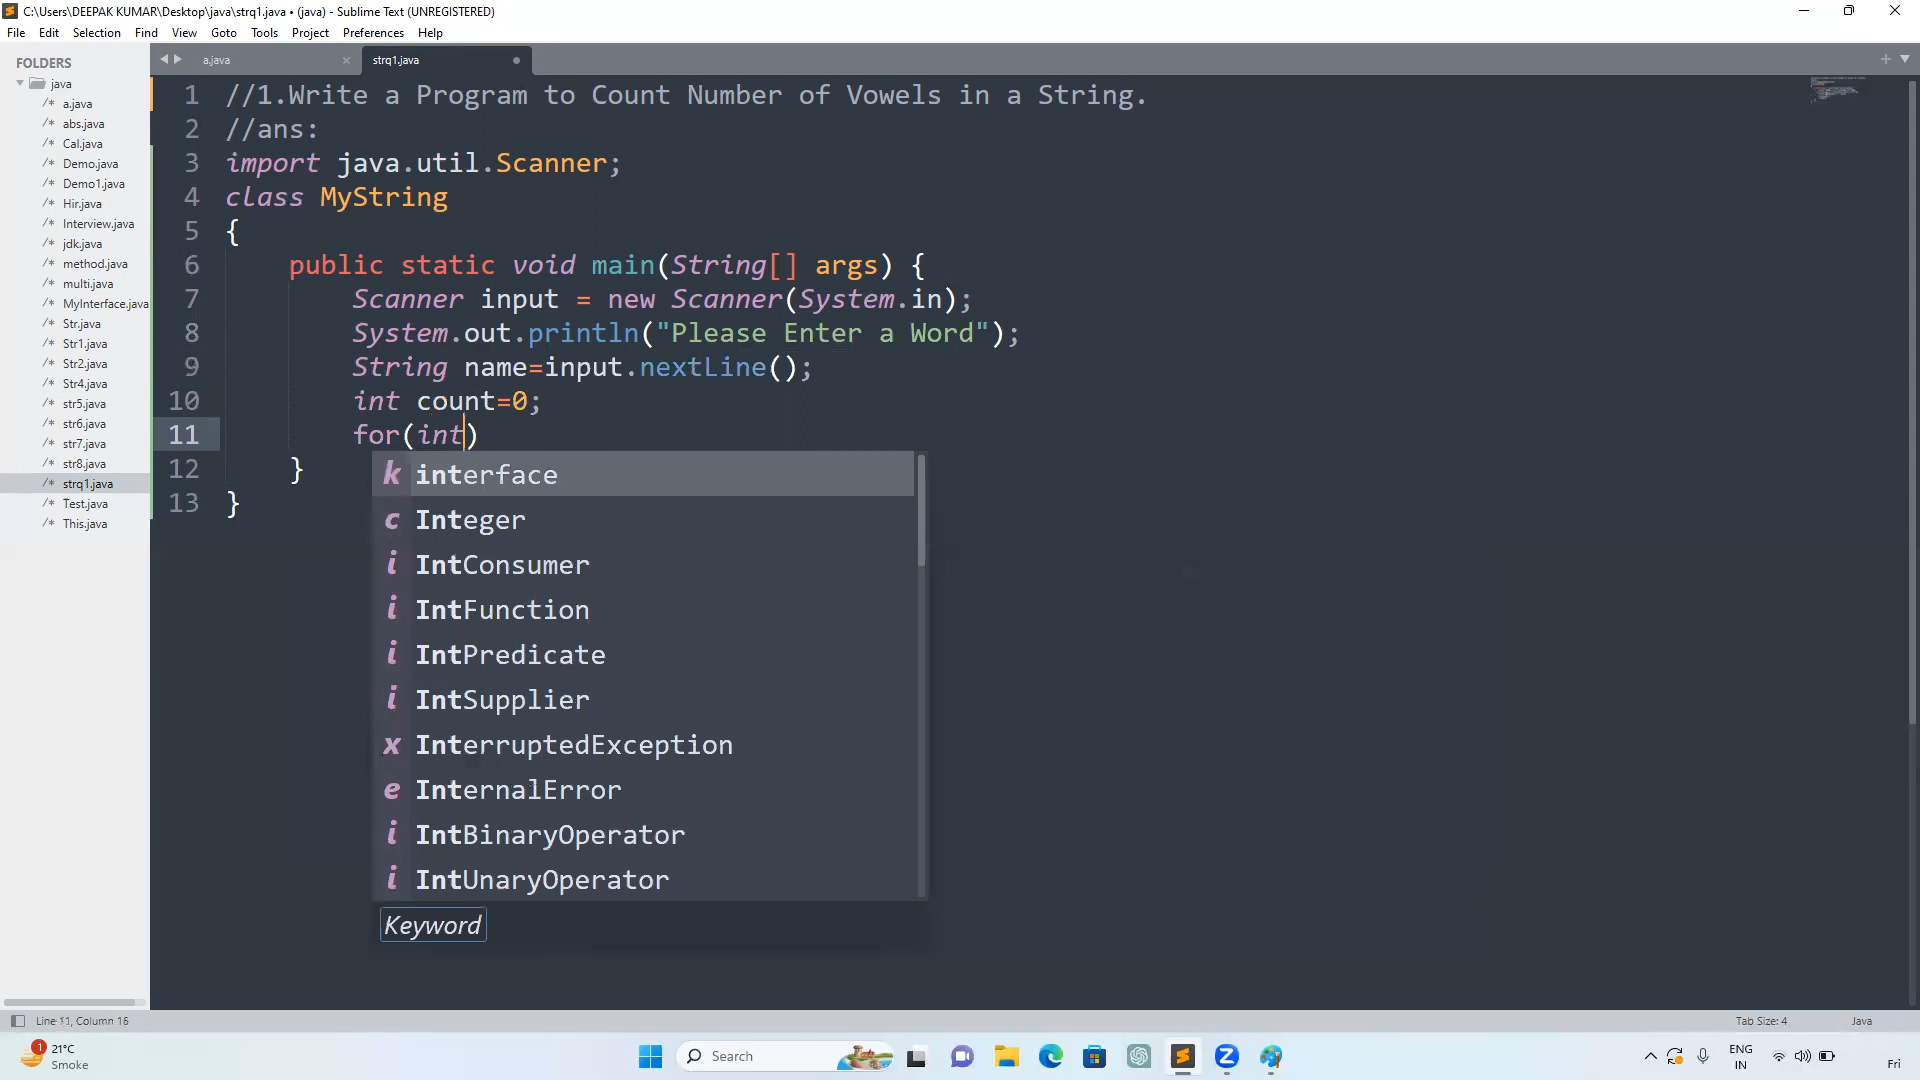 C:\Users\DEEPAK KUMAR\Desktop\java\strq1.java • (java) - Sublime Text (UNREGISTERED)
File Edit Selection Find View Goto Tools Project Preferences Help
FOLDERS
java
a.java
abs.java
Cal.java
Demo.java
Demo1.java
Hir.java
Interview.java
jdk.java
method.java
multi.java
MyInterface.java
Str.java
Str1.java
Str2.java
Str4.java
str5.java
str6.java
str7.java
str8.java
strq1.java
Test.java
This.java
a.java strq1.java
1 //1.Write a Program to Count Number of Vowels in a String.
2 //ans:
3 import java.util.Scanner;
4 class MyString
5 {
6 public static void main(String[] args) {
7 Scanner input = new Scanner(System.in);
8 System.out.println("Please Enter a Word");
9 String name=input.nextLine();
10 int count=0;
11 for(int)
12 }
13 }
k interface
c Integer
i IntConsumer
i IntFunction
i IntPredicate
i IntSupplier
x InterruptedException
e InternalError
i IntBinaryOperator
i IntUnaryOperator
Keyword
Line 11, Column 16 Tab Size: 4 Java
1 21°C
Smoke
Search
ENG
IN
Fri